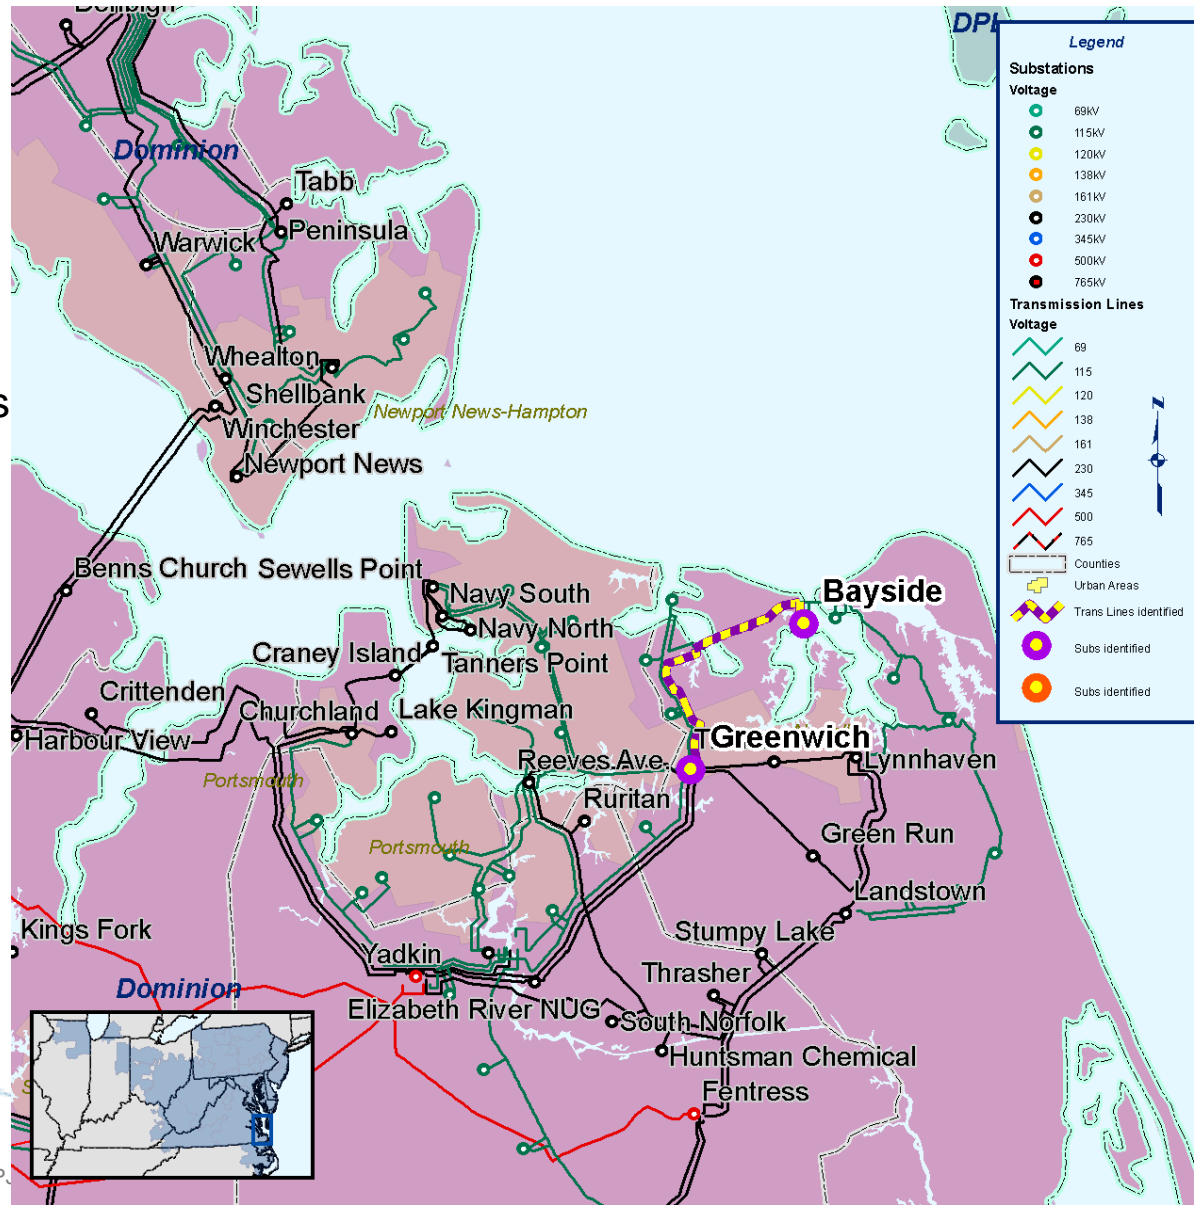 DPL
Dominion
Tabb
Peninsula
Warwick
Whealton
Shellbank
Newport News-Hampton
Winchester
Newport News
s
Benns Church
Sewells Point
Navy South
Navy North
Bayside
Craney Island
Tanners Point
Crittenden
Churchland
Lake Kingman
Harbour View
Greenwich
Reeves Ave.
Lynnhaven
Portsmouth
Ruritan
Portsmouth
Green Run
Landstown
Kings Fork
Stumpy Lake
Yadkin
Thrasher
Dominion
Elizabeth River NUG
South Norfolk
Huntsman Chemical
Fentress
Legend
Substations
Voltage
69kV
115kV
120kV
138kV
161kV
230kV
345kV
500kV
765kV
Transmission Lines
Voltage
69
115
120
138
161
230
345
500
765
Counties
Urban Areas
Trans Lines identified
Subs identified
Subs identified
N